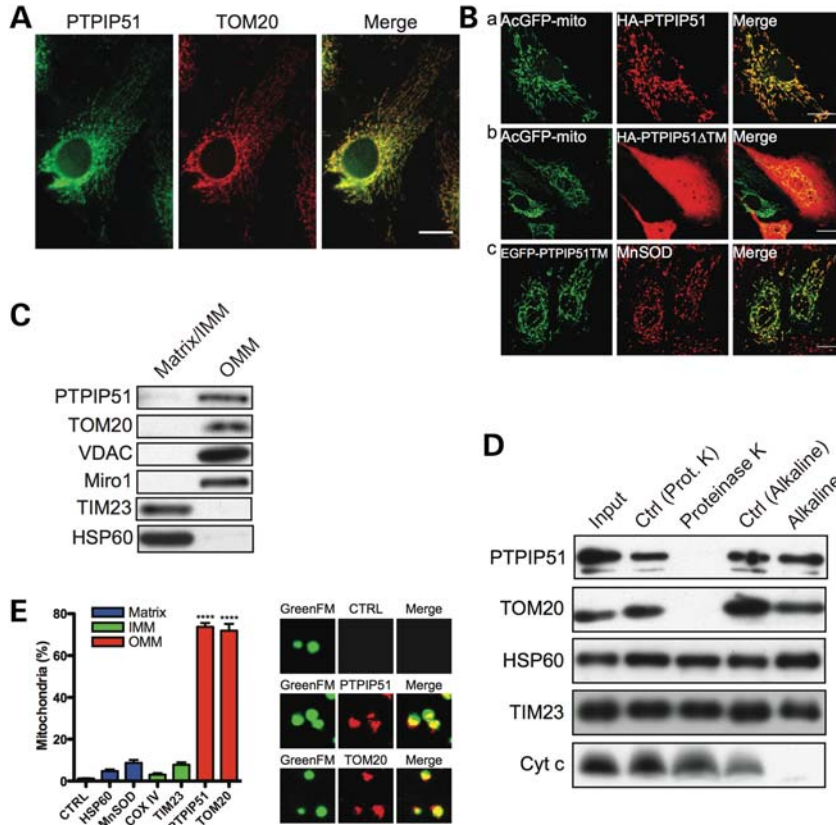 A
PTPIP51 TOM20 Merge
B
a AcGFP-mito HA-PTPIP51 Merge
b AcGFP-mito HA-PTPIP51ΔTM Merge
c EGFP-PTPIP51TM MnSOD Merge
C
Matrix/IMM OMM
PTPIP51
TOM20
VDAC
Miro1
TIM23
HSP60
D
Input Ctrl (Prot. K) Proteinase K Ctrl (Alkaline) Alkaline
PTPIP51
TOM20
HSP60
TIM23
Cyt c
E
Mitochondria (%)
80
60
40
20
0
Matrix
IMM
OMM
**** ****
CTRL HSP60 MnSOD COX IV TIM23 PTPIP51 TOM20
GreenFM CTRL Merge
GreenFM PTPIP51 Merge
GreenFM TOM20 Merge